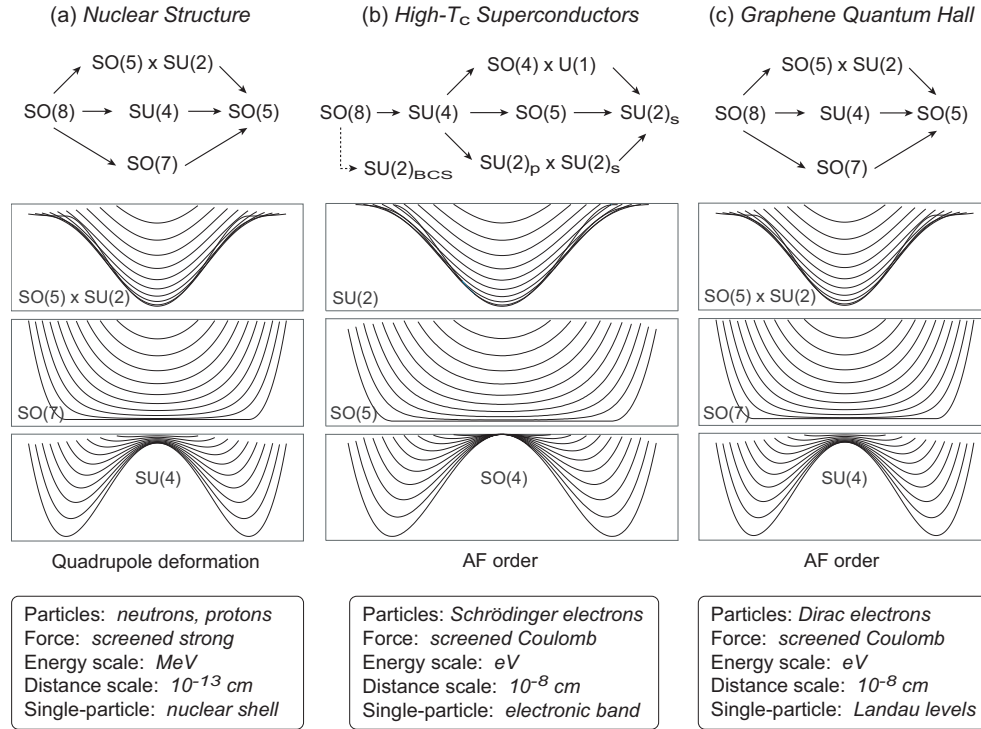 (a) Nuclear Structure
SO(5) x SU(2)
SO(8)
SU(4)
SO(5)
SO(7)
SO(5) x SU(2)
SO(7)
SU(4)
Quadrupole deformation
Particles: neutrons, protons
Force: screened strong
Energy scale: MeV
Distance scale: 10⁻¹³ cm
Single-particle: nuclear shell
(b) High-Tc Superconductors
SO(4) x U(1)
SO(8)
SU(4)
SO(5)
SU(2)s
SU(2)BCS
SU(2)p x SU(2)s
SU(2)
SO(5)
SO(4)
AF order
Particles: Schrödinger electrons
Force: screened Coulomb
Energy scale: eV
Distance scale: 10⁻⁸ cm
Single-particle: electronic band
(c) Graphene Quantum Hall
SO(5) x SU(2)
SO(8)
SU(4)
SO(5)
SO(7)
SO(5) x SU(2)
SO(7)
SU(4)
AF order
Particles: Dirac electrons
Force: screened Coulomb
Energy scale: eV
Distance scale: 10⁻⁸ cm
Single-particle: Landau levels